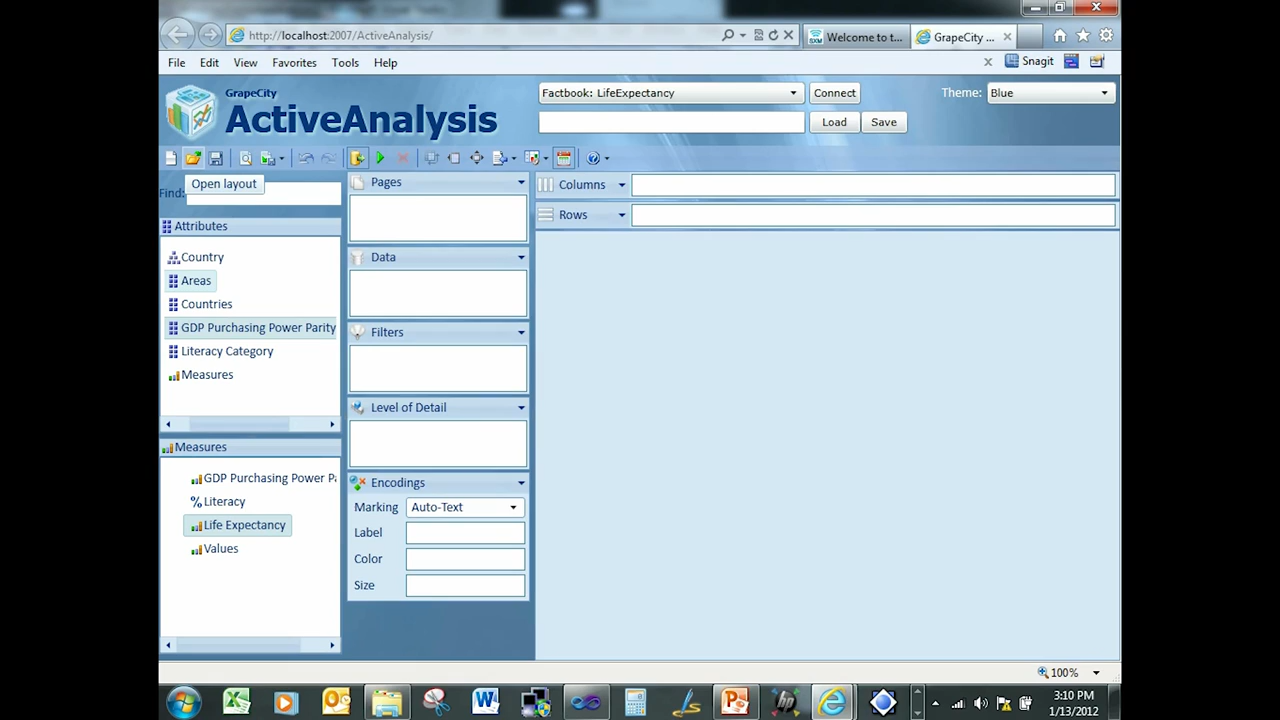 http://localhost:2007/ActiveAnalysis/
Welcome to t...
GrapeCity ...
File Edit View Favorites Tools Help
Snagit
GrapeCity
ActiveAnalysis
Factbook: LifeExpectancy
Connect
Theme: Blue
Load
Save
Open layout
Find:
Attributes
Country
Areas
Countries
GDP Purchasing Power Parity
Literacy Category
Measures
Measures
GDP Purchasing Power Pa
% Literacy
Life Expectancy
Values
Pages
Data
Filters
Level of Detail
Encodings
Marking Auto-Text
Label
Color
Size
Columns
Rows
100%
3:10 PM
1/13/2012